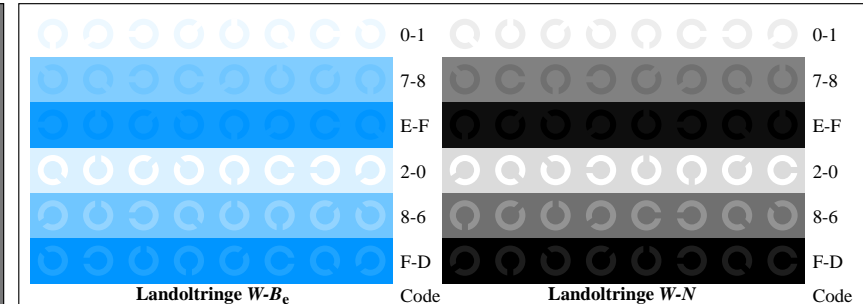 0-1 0-1
7-8 7-8
E-F E-F
2-0 2-0
8-6 8-6
F-D F-D
Landoltringe W-Be Code Landoltringe W-N Code